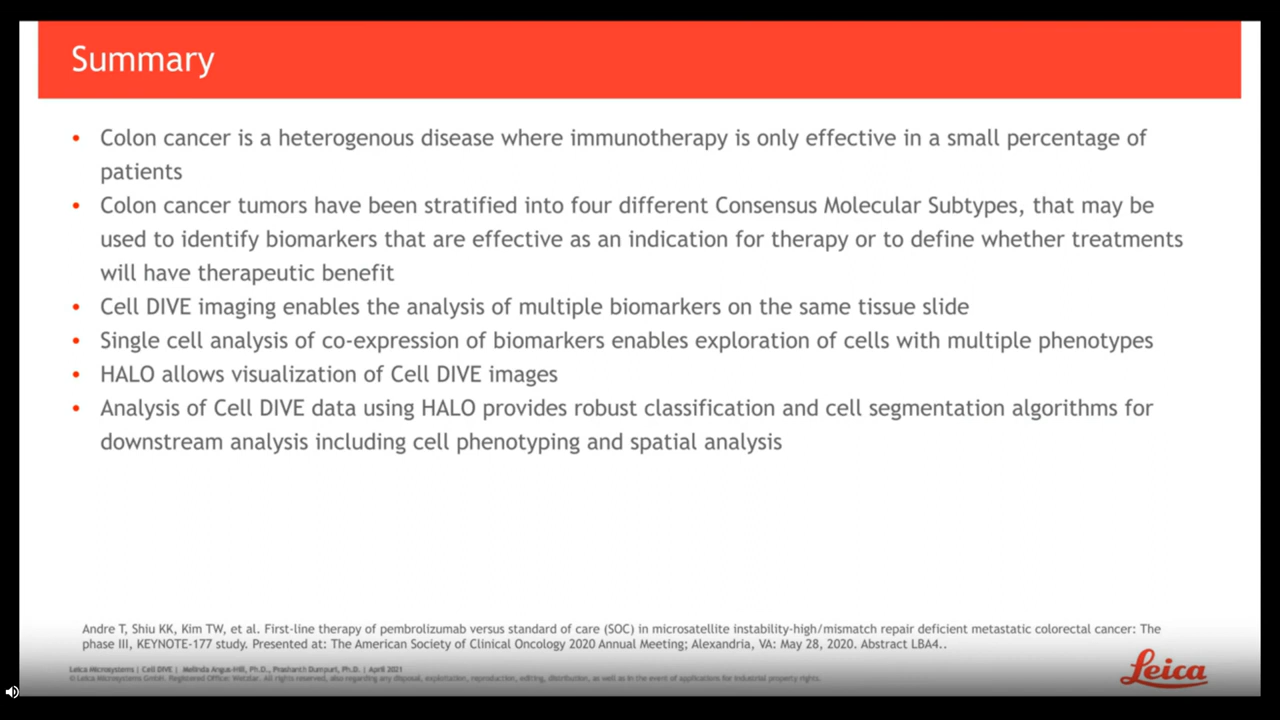 Summary
• Colon cancer is a heterogenous disease where immunotherapy is only effective in a small percentage of
patients
• Colon cancer tumors have been stratified into four different Consensus Molecular Subtypes, that may be
used to identify biomarkers that are effective as an indication for therapy or to define whether treatments
will have therapeutic benefit
• Cell DIVE imaging enables the analysis of multiple biomarkers on the same tissue slide
• Single cell analysis of co-expression of biomarkers enables exploration of cells with multiple phenotypes
• HALO allows visualization of Cell DIVE images
• Analysis of Cell DIVE data using HALO provides robust classification and cell segmentation algorithms for
downstream analysis including cell phenotyping and spatial analysis
Andre T, Shiu KK, Kim TW, et al. First-line therapy of pembrolizumab versus standard of care (SOC) in microsatellite instability-high/mismatch repair deficient metastatic colorectal cancer: The
phase III, KEYNOTE-177 study. Presented at: The American Society of Clinical Oncology 2020 Annual Meeting; Alexandria, VA: May 28, 2020. Abstract LBA4..
Leica Microsystems | Cell DIVE | Melinda Angus-Hill, Ph.D., Prashanth Dumpuri, Ph.D. | April 2021
© Leica Microsystems GmbH. Registered Office: Wetzlar. All rights reserved, also regarding any disposal, exploitation, reproduction, editing, distribution, as well as in the event of applications for industrial property rights.
Leica